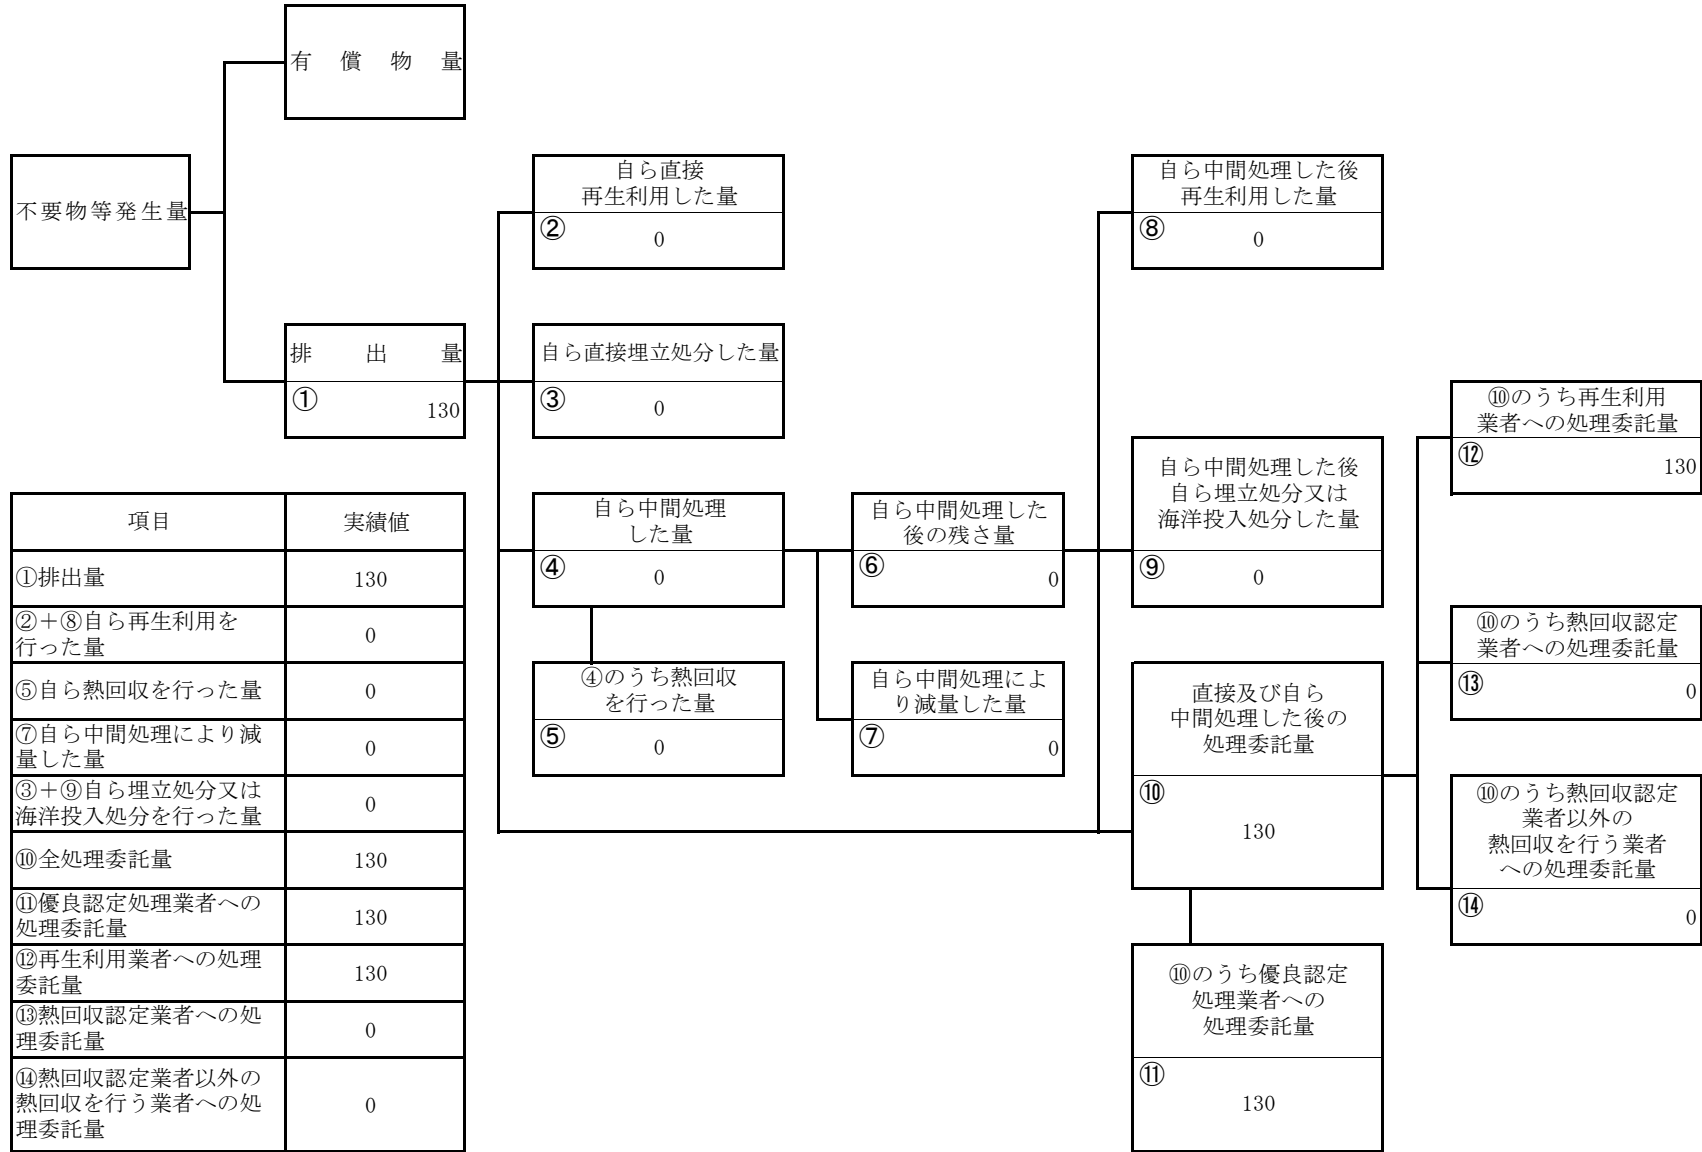 有償物量
不要物等発生量
排出量
①
130
自ら直接
再生利用した量
②
0
自ら直接埋立処分した量
③
0
自ら中間処理
した量
④
0
④のうち熱回収
を行った量
⑤
0
自ら中間処理した
後の残さ量
⑥
0
自ら中間処理によ
り減量した量
⑦
0
自ら中間処理した後
再生利用した量
⑧
0
自ら中間処理した後
自ら埋立処分又は
海洋投入処分した量
⑨
0
直接及び自ら
中間処理した後の
処理委託量
⑩
130
⑩のうち優良認定
処理業者への
処理委託量
⑪
130
⑩のうち再生利用
業者への処理委託量
⑫
130
⑩のうち熱回収認定
業者への処理委託量
⑬
0
⑩のうち熱回収認定
業者以外の
熱回収を行う業者
への処理委託量
⑭
0
項目 実績値
①排出量 130
②＋⑧自ら再生利用を
行った量 0
⑤自ら熱回収を行った量 0
⑦自ら中間処理により減
量した量 0
③＋⑨自ら埋立処分又は
海洋投入処分を行った量 0
⑩全処理委託量 130
⑪優良認定処理業者への
処理委託量 130
⑫再生利用業者への処理
委託量 130
⑬熱回収認定業者への処
理委託量 0
⑭熱回収認定業者以外の
熱回収を行う業者への処 0
理委託量